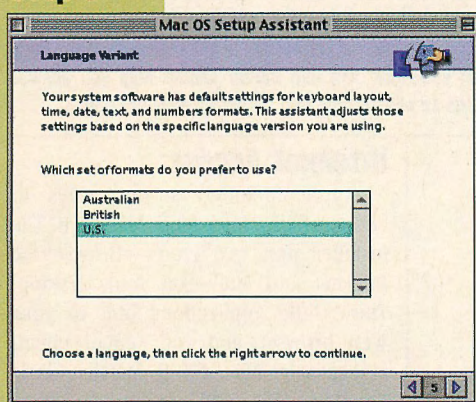 Mac OS Setup Assistant
Language Variant
Your system software has default settings for keyboard layout,
time, date, text, and numbers formats. This assistant adjusts those
settings based on the specific language version you are using.
Which set of formats do you prefer to use?
Australian
British
U.S.
Choose a language, then click the right arrow to continue.
5